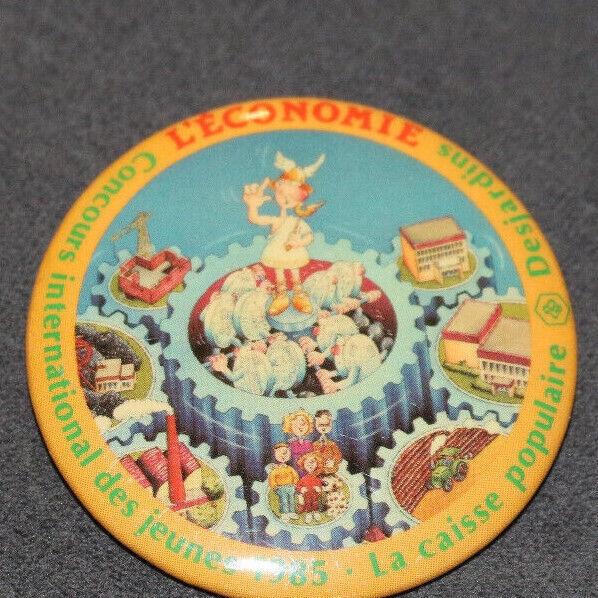 L'ÉCONOMIE
Concours international des jeunes 1985 · La caisse populaire Desjardins